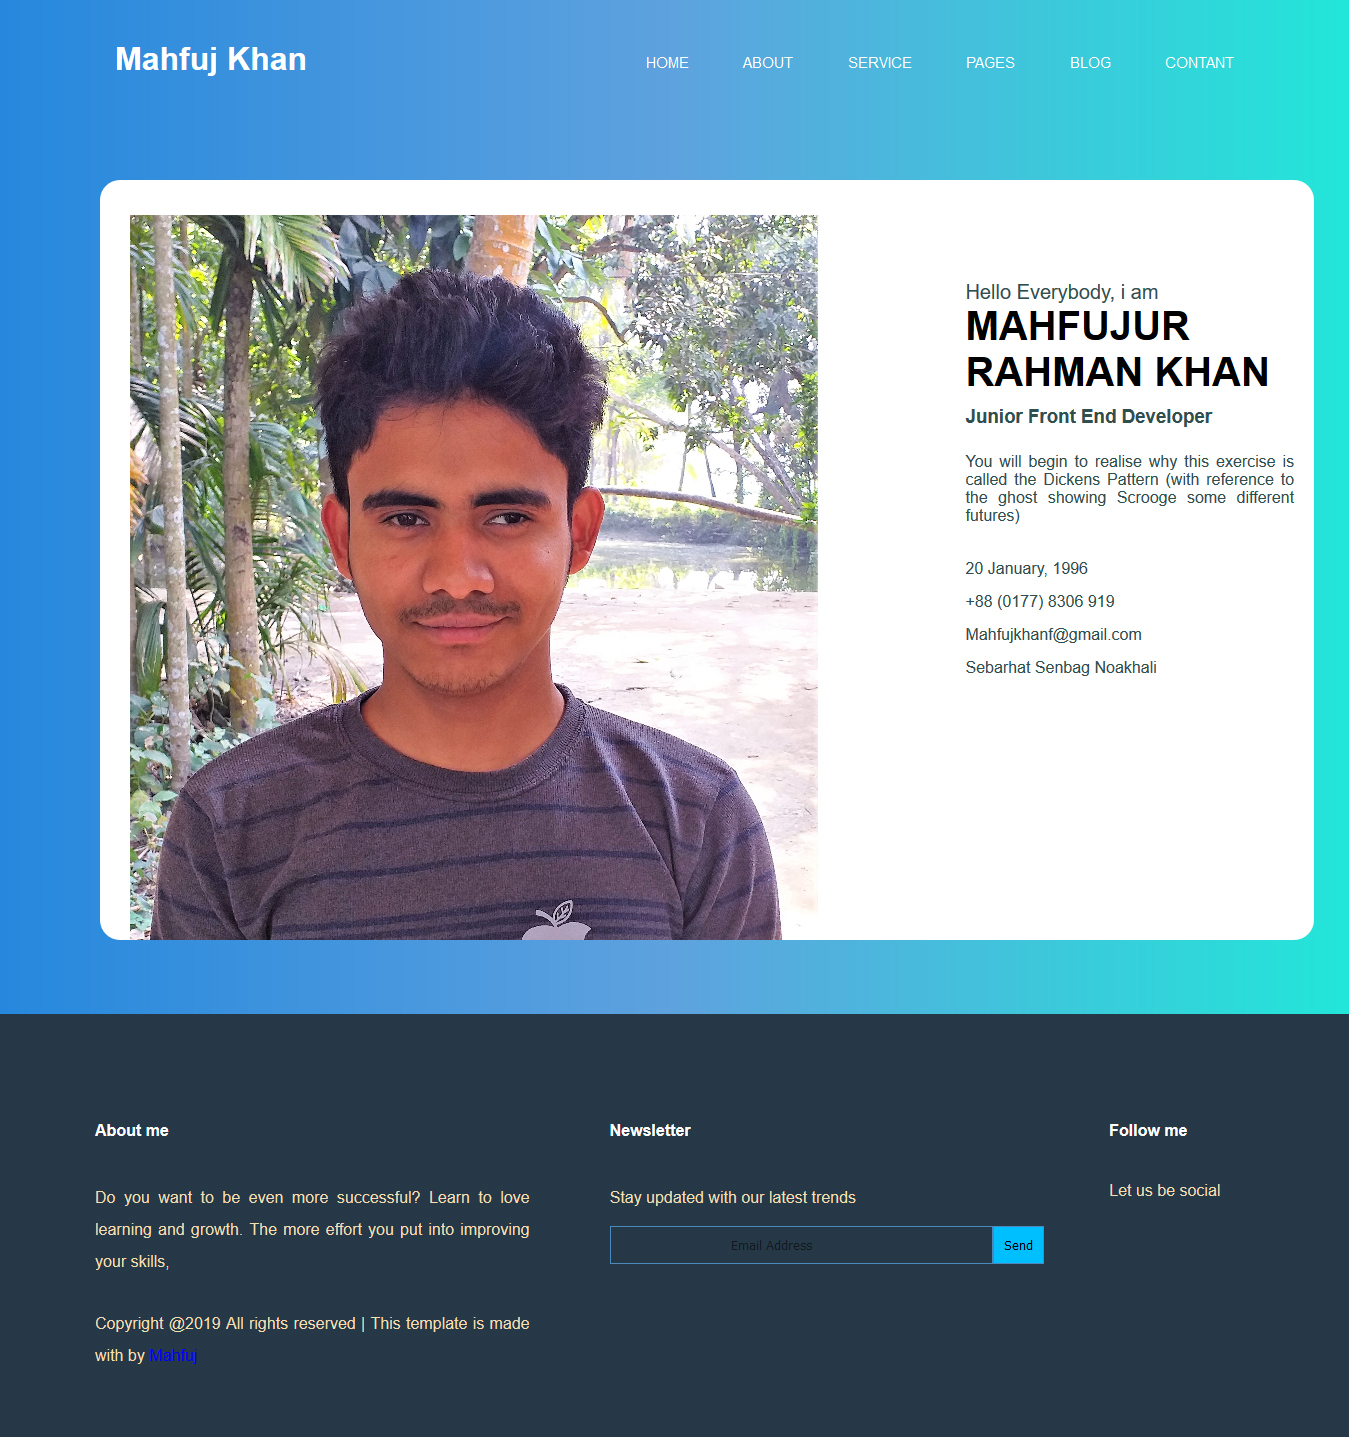 Mahfuj Khan
HOME ABOUT SERVICE PAGES BLOG CONTANT
Hello Everybody, i am
MAHFUJUR
RAHMAN KHAN
Junior Front End Developer
You will begin to realise why this exercise is
called the Dickens Pattern (with reference to
the ghost showing Scrooge some different
futures)
20 January, 1996
+88 (0177) 8306 919
Mahfujkhanf@gmail.com
Sebarhat Senbag Noakhali
About me
Do you want to be even more successful? Learn to love
learning and growth. The more effort you put into improving
your skills,
Copyright @2019 All rights reserved | This template is made
with by Mahfuj
Newsletter
Stay updated with our latest trends
Email Address Send
Follow me
Let us be social